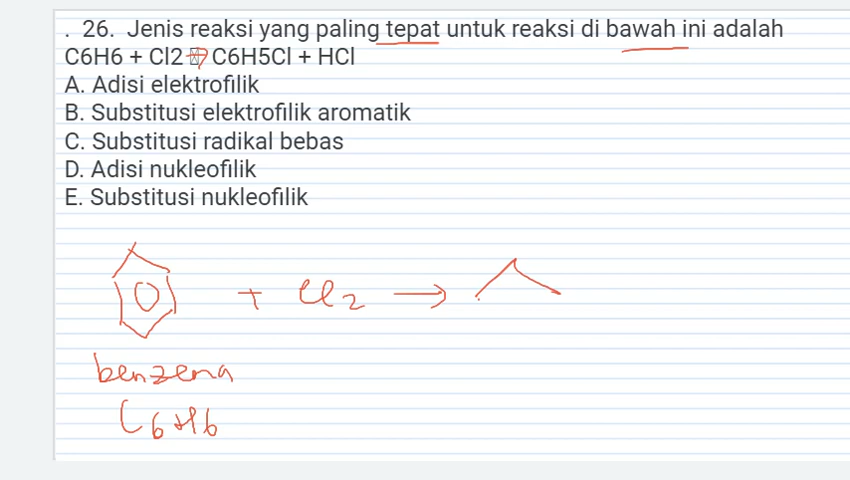 . 26. Jenis reaksi yang paling tepat untuk reaksi di bawah ini adalah
C6H6 + Cl2 → C6H5Cl + HCl
A. Adisi elektrofilik
B. Substitusi elektrofilik aromatik
C. Substitusi radikal bebas
D. Adisi nukleofilik
E. Substitusi nukleofilik
+ Cl2 →
benzena
C6H6